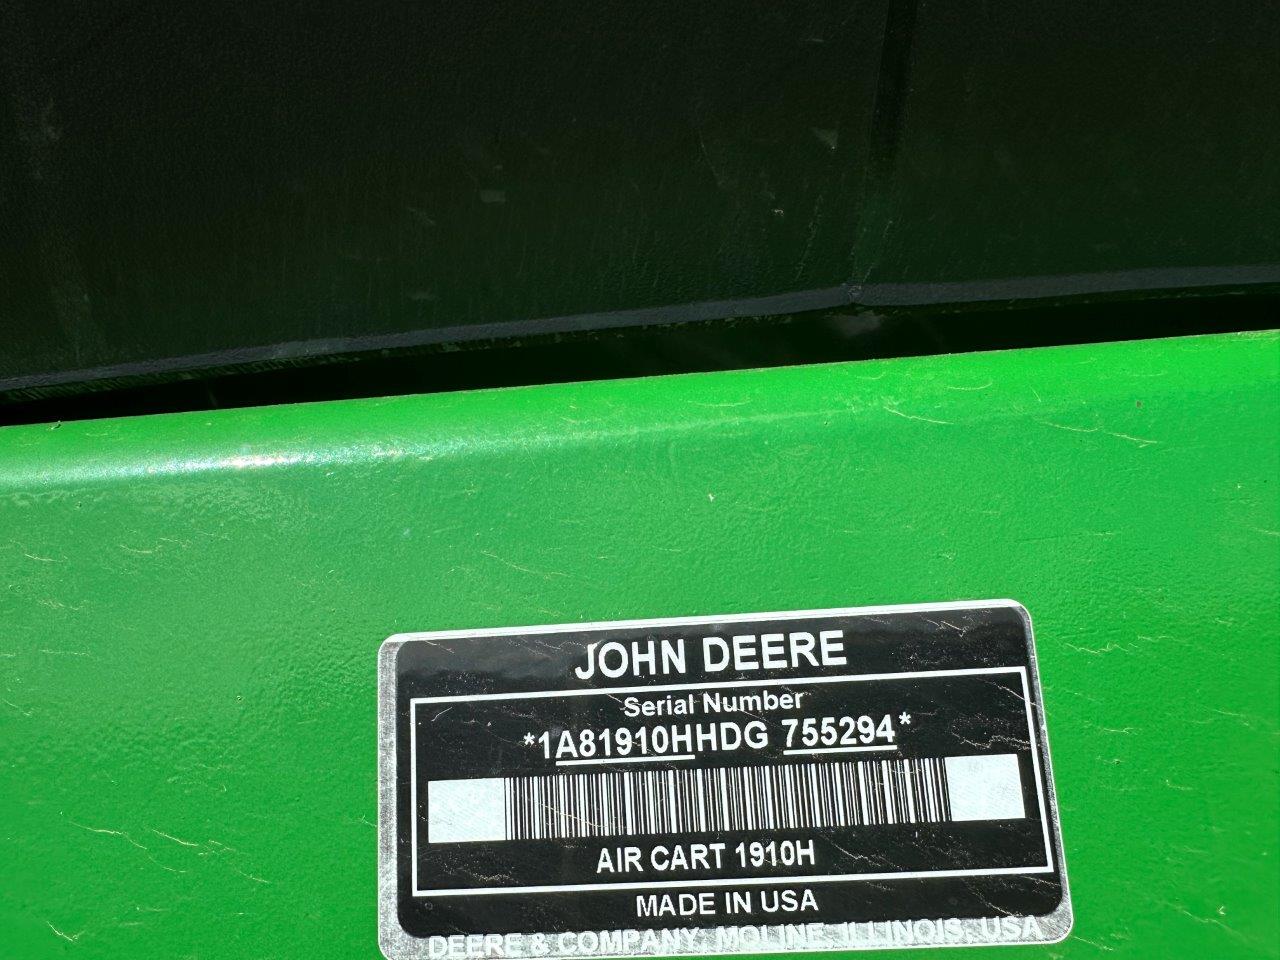 JOHN DEERE
Serial Number
*1A81910HHDG 755294*
AIR CART 1910H
MADE IN USA
DEERE & COMPANY, MOLINE, ILLINOIS, USA